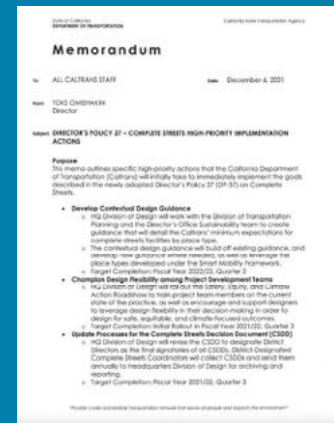 State of California
DEPARTMENT OF TRANSPORTATION
California State Transportation Agency
Memorandum
To: ALL CALTRANS STAFF
Date: December 6, 2021
From: TOKS OMISHAKIN
Director
Subject: DIRECTOR'S POLICY 37 – COMPLETE STREETS HIGH-PRIORITY IMPLEMENTATION
ACTIONS
Purpose
This memo outlines specific high-priority actions that the California Department
of Transportation (Caltrans) will initially take to immediately implement the goals
described in the newly adopted Director's Policy 37 (DP-37) on Complete
Streets.
• Develop Contextual Design Guidance
o HQ Division of Design will work with the Division of Transportation
Planning and the Director's Office Sustainability team to create
guidance that will detail the Caltrans' minimum expectations for
complete streets facilities by place type.
o The contextual design guidance will build off existing guidance, and
develop new guidance where needed, as well as leverage the
place types developed under the Smart Mobility Framework.
o Target Completion: Fiscal Year 2022/23, Quarter 2
• Champion Design Flexibility among Project Development Teams
o HQ Division of Design will roll out the Safety, Equity, and Climate
Action Roadshow to train project team members on the current
state of the practice, as well as encourage and support designers
to leverage design flexibility in their decision-making in order to
design for safe, equitable, and climate-focused outcomes.
o Target Completion: Initial Rollout in Fiscal Year 2021/22, Quarter 3
• Update Processes for the Complete Streets Decision Document (CSDD)
o HQ Division of Design will revise the CSDD to designate District
Directors as the final signatories of all CSDDs. District-Designated
Complete Streets Coordinators will collect CSDDs and send them
annually to Headquarters Division of Design for archiving and
reporting.
o Target Completion: Fiscal Year 2021/22, Quarter 3
"Provide a safe and reliable transportation network that serves all people and respects the environment"